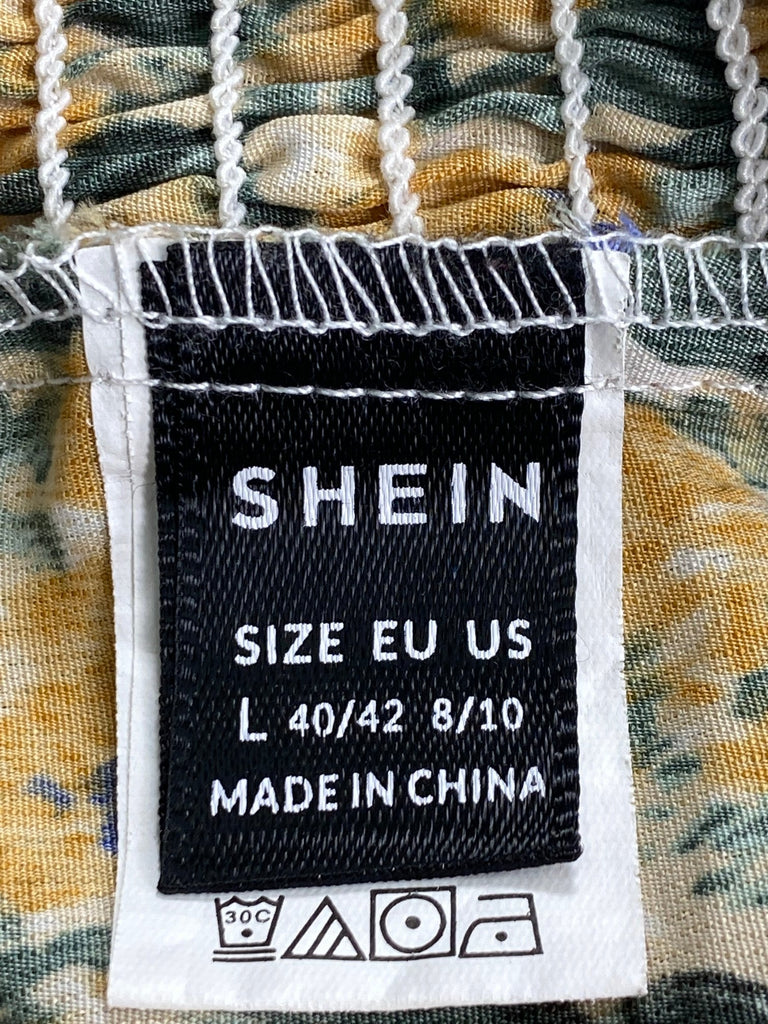 SHEIN
SIZE EU US
L 40/42 8/10
MADE IN CHINA
30C